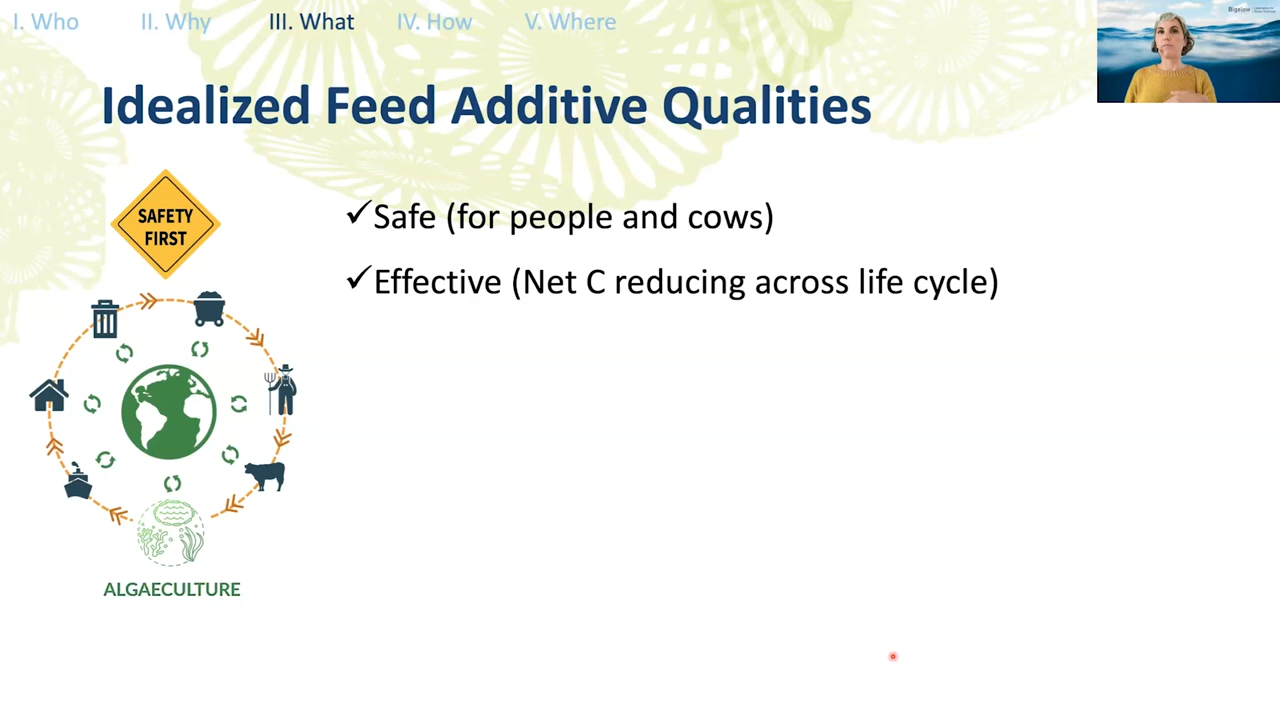 I. Who II. Why III. What IV. How V. Where
Bigelow
Idealized Feed Additive Qualities
SAFETY
FIRST
✓Safe (for people and cows)
✓Effective (Net C reducing across life cycle)
ALGAECULTURE